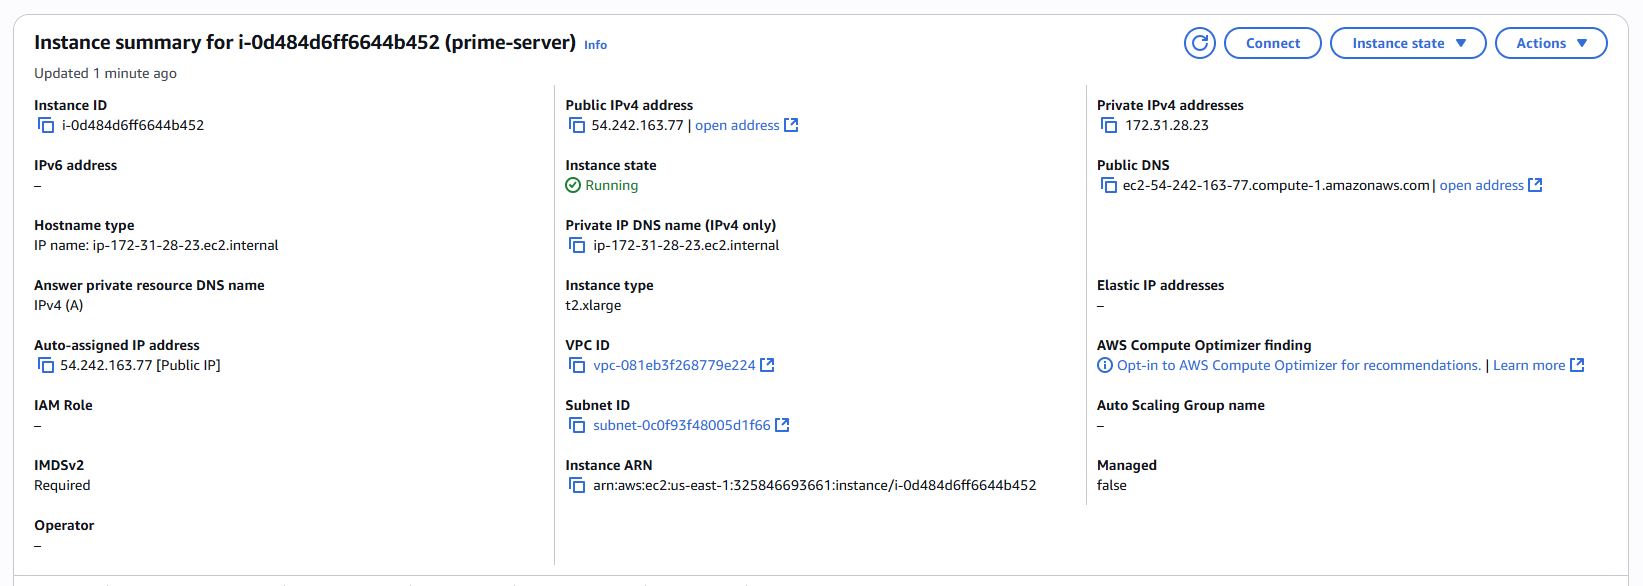 Instance summary for i-0d484d6ff6644b452 (prime-server) Info
Connect
Instance state
Actions
Updated 1 minute ago
Instance ID
i-0d484d6ff6644b452
Public IPv4 address
54.242.163.77 | open address
Private IPv4 addresses
172.31.28.23
IPv6 address
–
Instance state
Running
Public DNS
ec2-54-242-163-77.compute-1.amazonaws.com | open address
Hostname type
IP name: ip-172-31-28-23.ec2.internal
Private IP DNS name (IPv4 only)
ip-172-31-28-23.ec2.internal
Answer private resource DNS name
IPv4 (A)
Instance type
t2.xlarge
Elastic IP addresses
–
Auto-assigned IP address
54.242.163.77 [Public IP]
VPC ID
vpc-081eb3f268779e224
AWS Compute Optimizer finding
Opt-in to AWS Compute Optimizer for recommendations. | Learn more
IAM Role
–
Subnet ID
subnet-0c0f93f48005d1f66
Auto Scaling Group name
–
IMDSv2
Required
Instance ARN
arn:aws:ec2:us-east-1:325846693661:instance/i-0d484d6ff6644b452
Managed
false
Operator
–